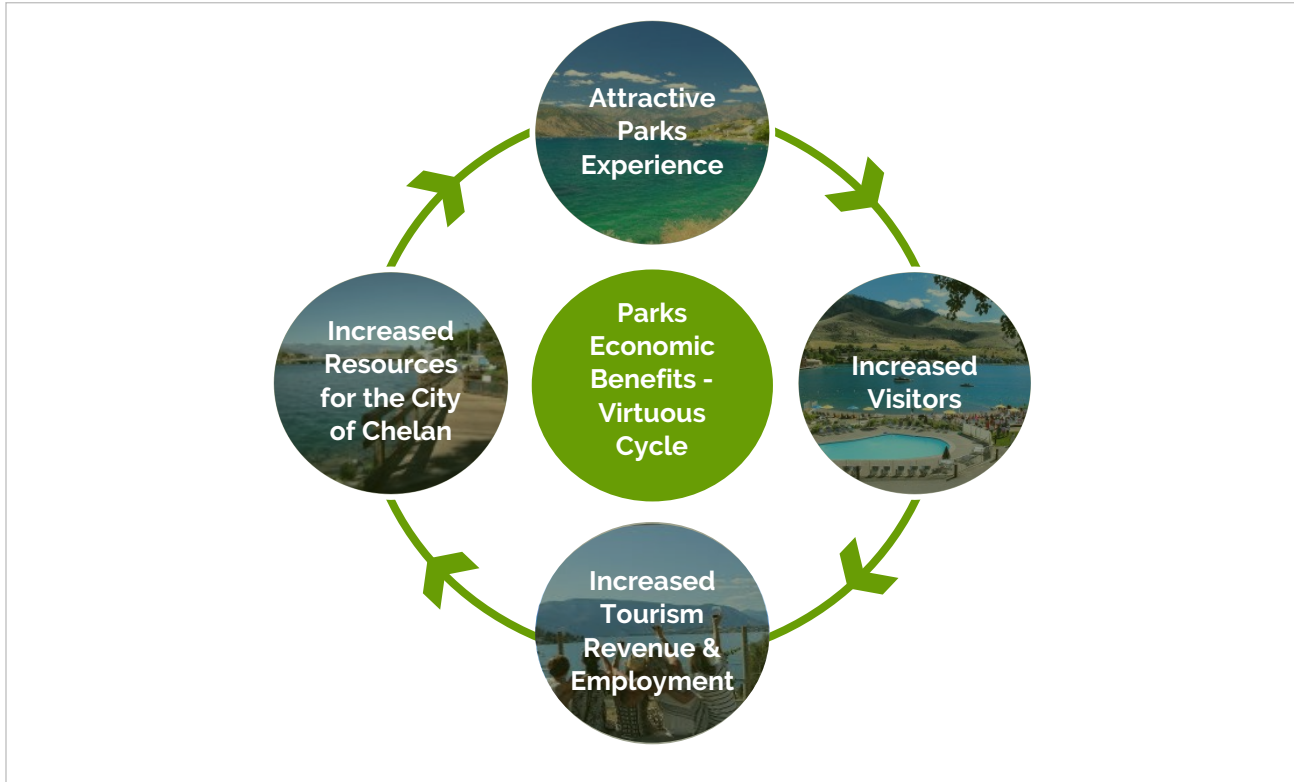 Attractive
Parks
Experience
Increased
Resources
for the City
of Chelan
Parks
Economic
Benefits -
Virtuous
Cycle
Increased
Visitors
Increased
Tourism
Revenue &
Employment